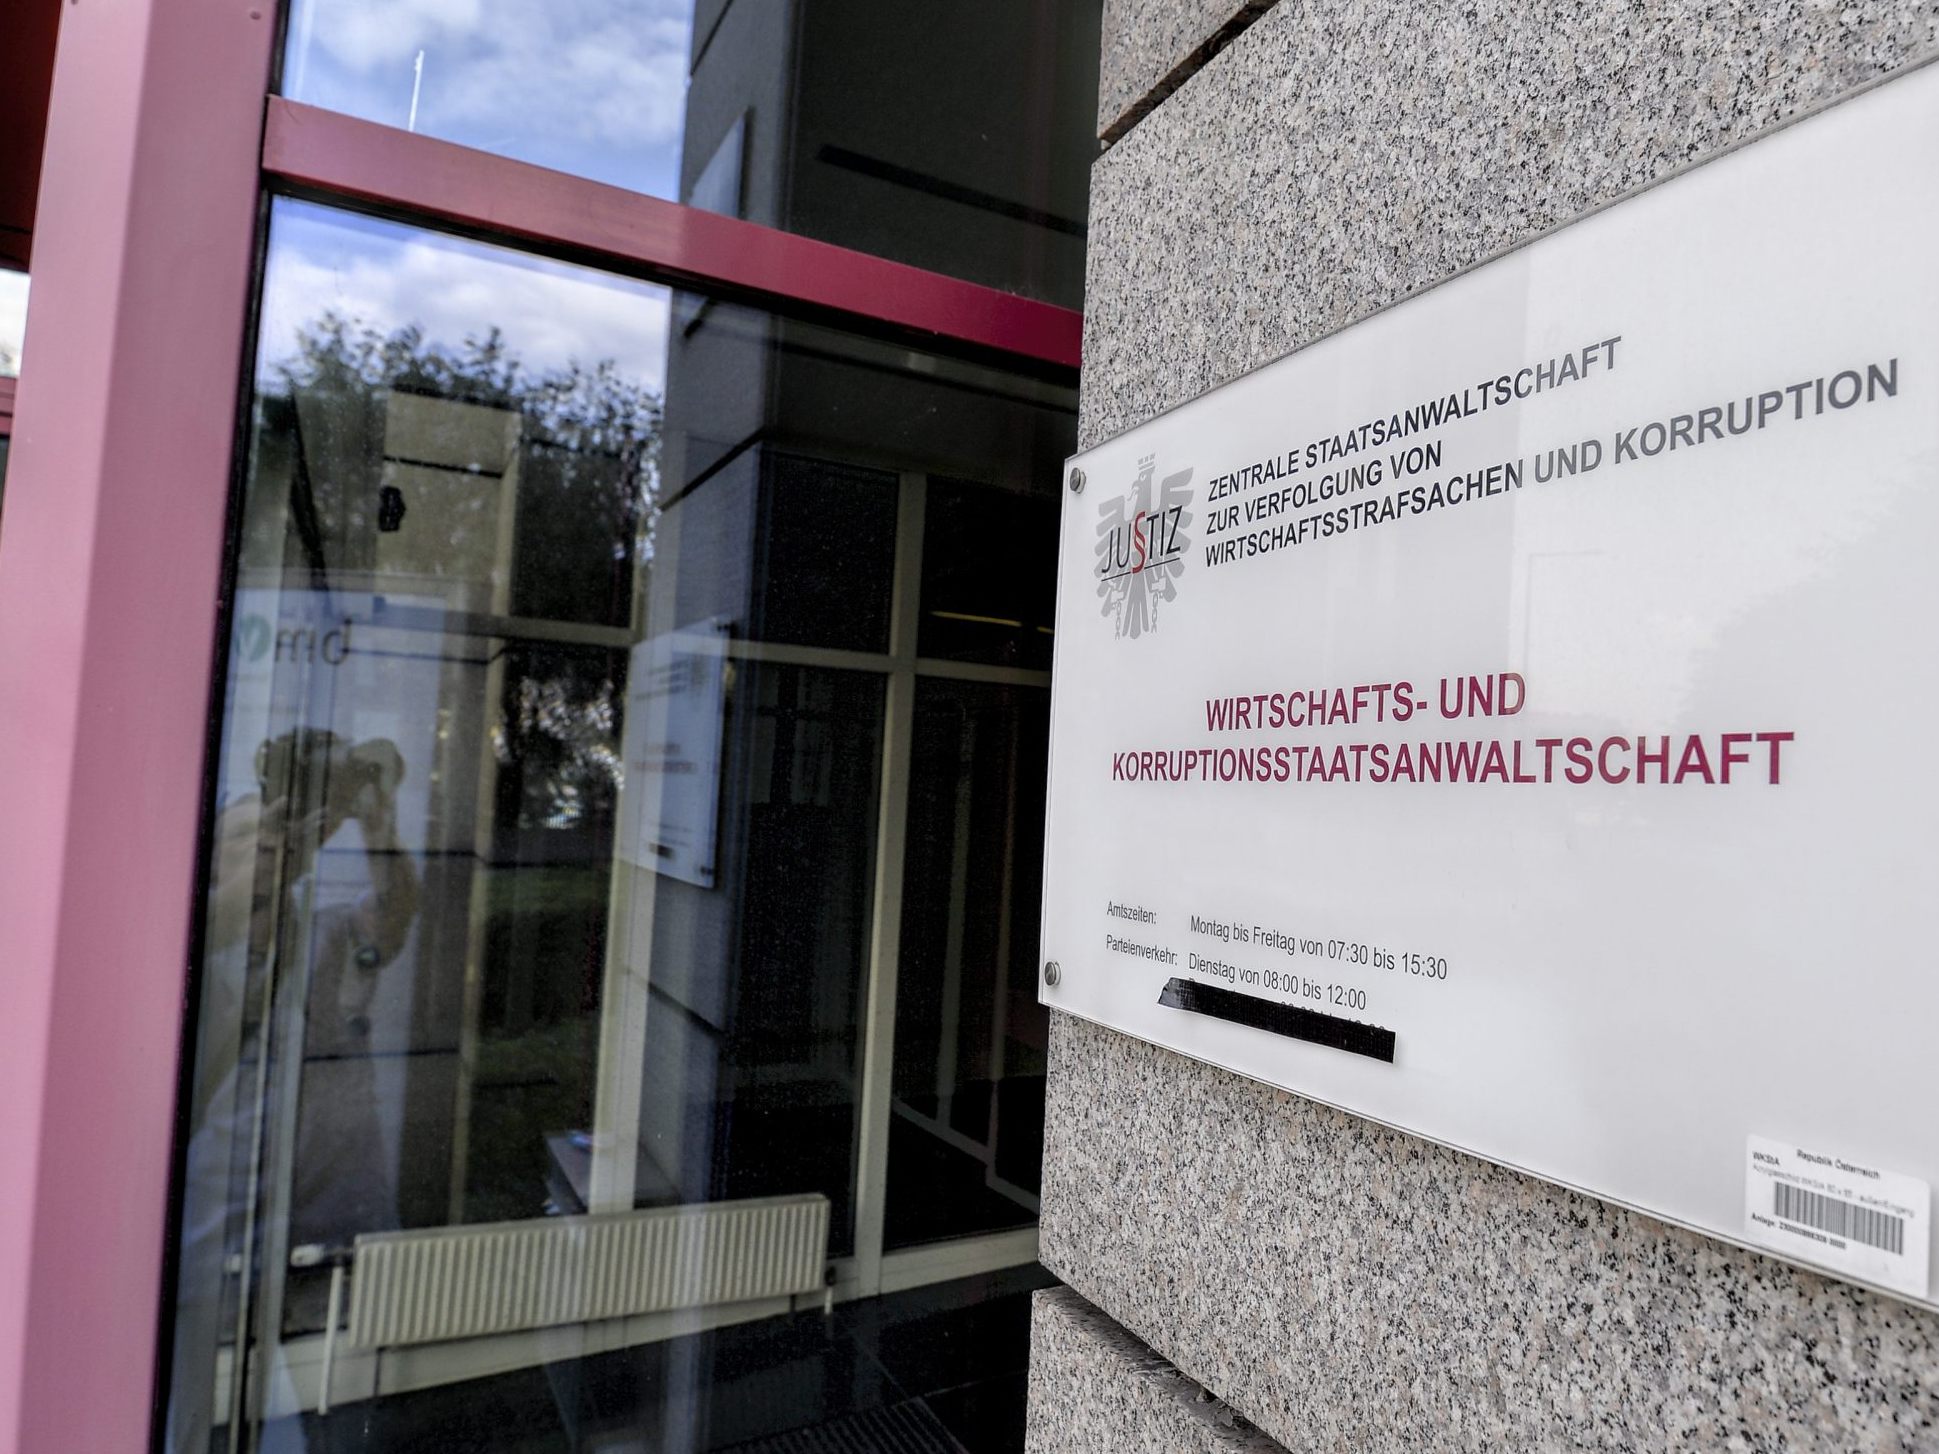 JUSTIZ
ZENTRALE STAATSANWALTSCHAFT
ZUR VERFOLGUNG VON
WIRTSCHAFTSSTRAFSACHEN UND KORRUPTION
WIRTSCHAFTS- UND
KORRUPTIONSSTAATSANWALTSCHAFT
Amtszeiten: Montag bis Freitag von 07:30 bis 15:30
Parteienverkehr: Dienstag von 08:00 bis 12:00
WKStA Republik Österreich